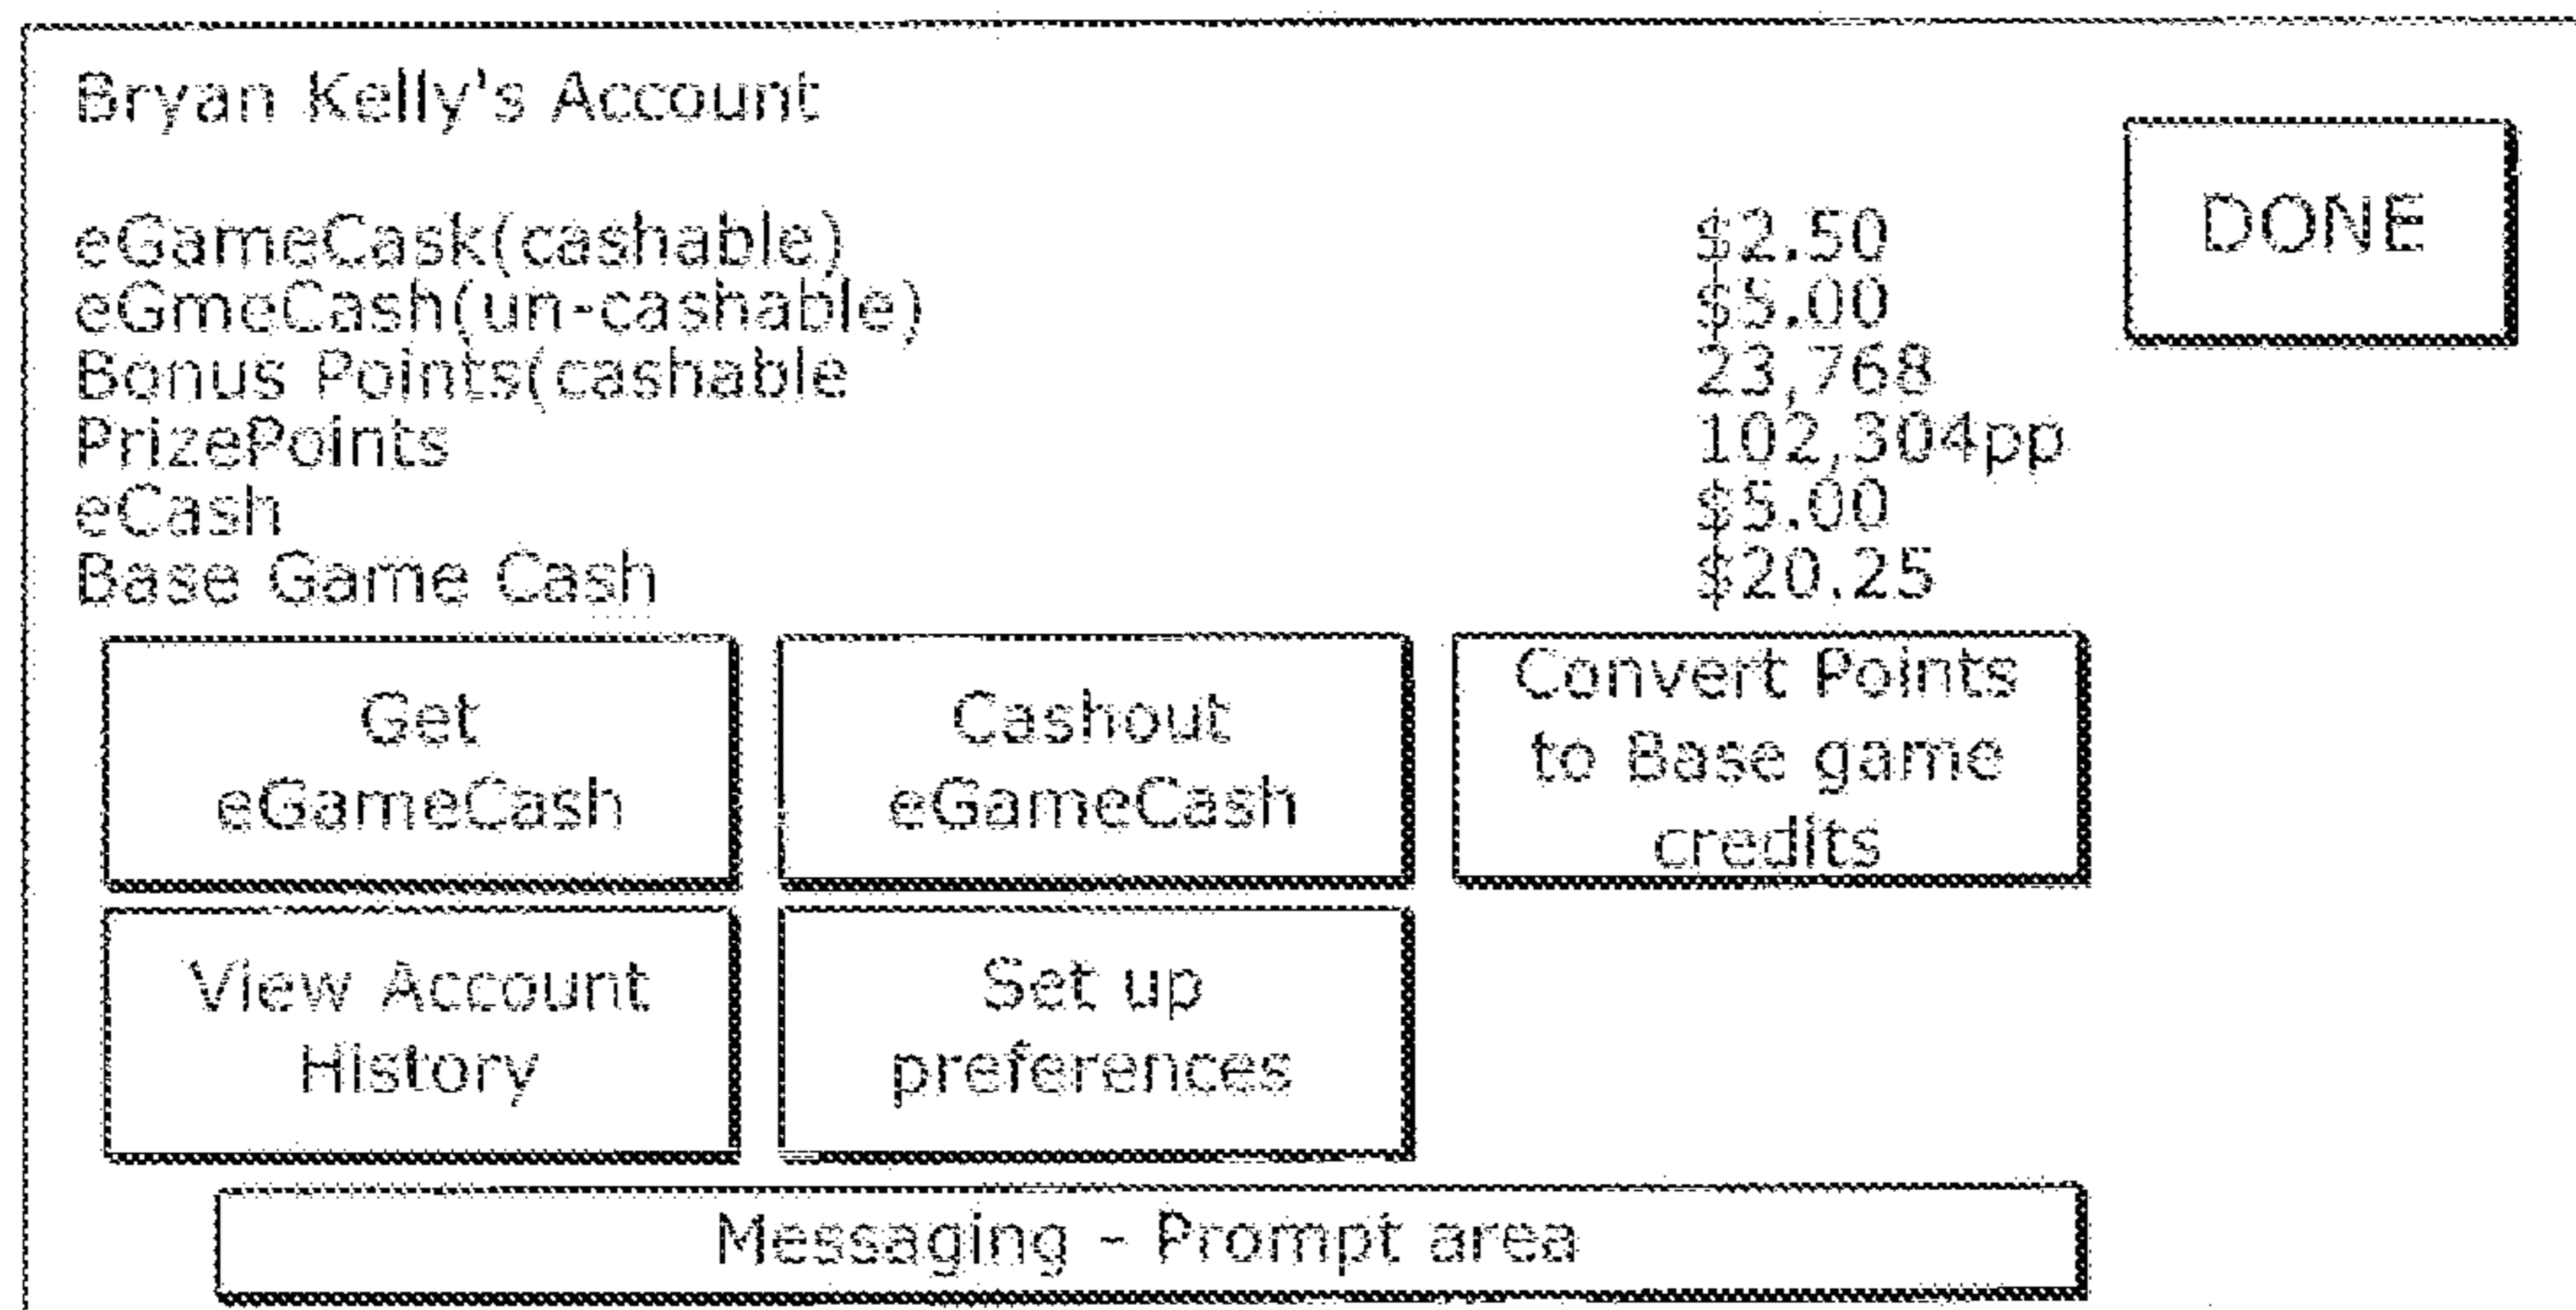 Bryan Kelly's Account
DONE
eGameCask(cashable) $2.50
eGmeCash(un-cashable) $5.00
Bonus Points(cashable 23,768
PrizePoints 102,304pp
eCash $5.00
Base Game Cash $20.25
Get
eGameCash
Cashout
eGameCash
Convert Points
to Base game
credits
View Account
History
Set up
preferences
Messaging - Prompt area